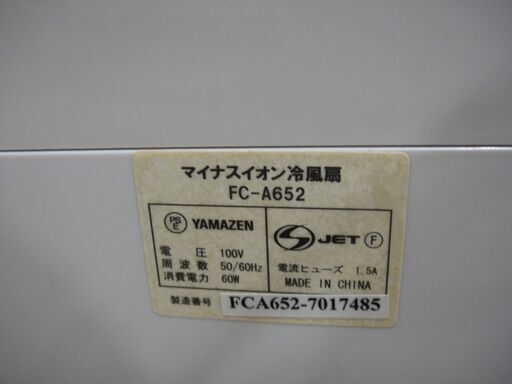 マイナスイオン冷風扇
FC-A652
PS E YAMAZEN
電圧 100V
周波数 50/60Hz
消費電力 60W
S JET F
電流ヒューズ 1.5A
MADE IN CHINA
製造番号 FCA652-7017485